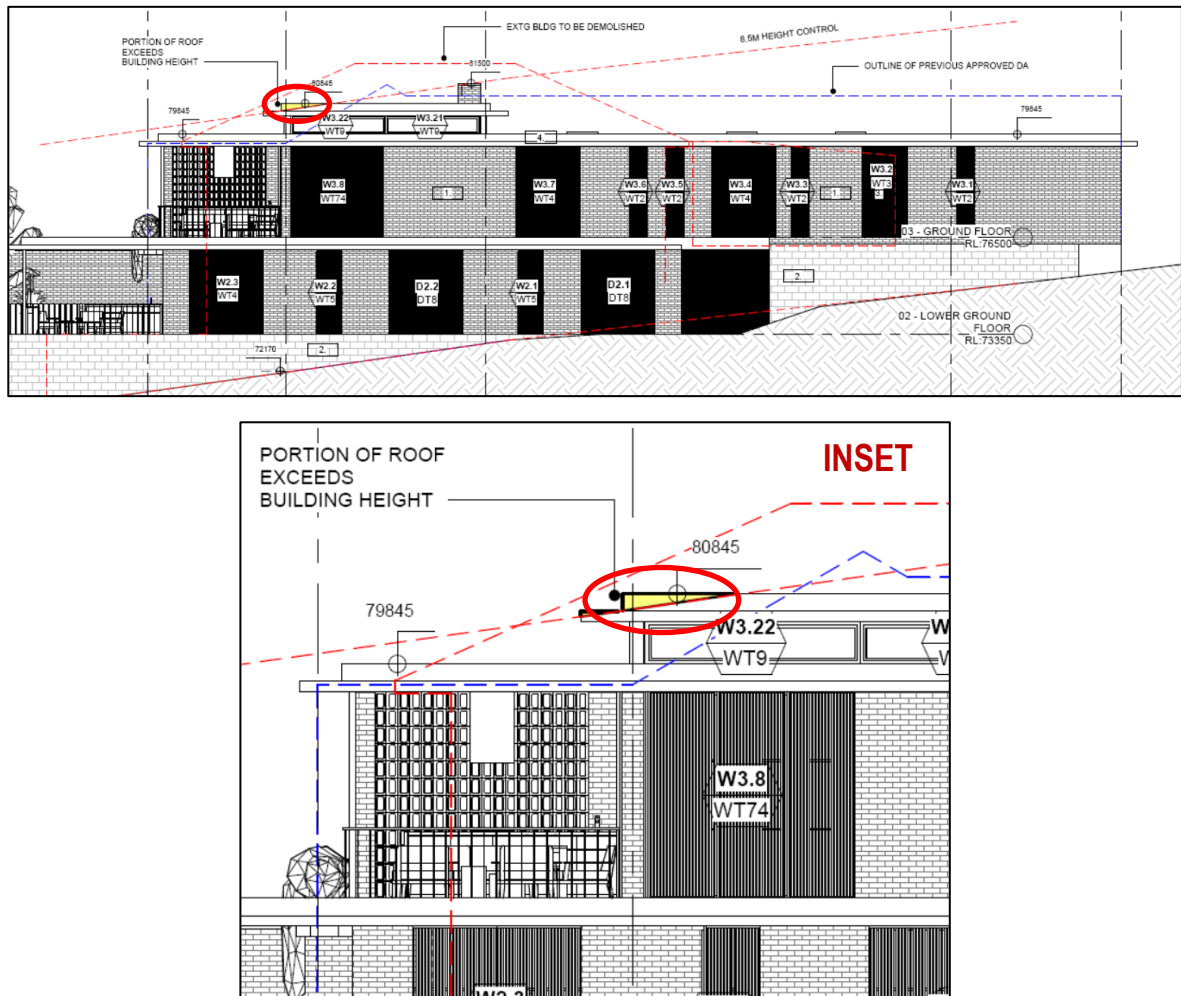 EXTG BLDG TO BE DEMOLISHED
8.5M HEIGHT CONTROL
PORTION OF ROOF
EXCEEDS
BUILDING HEIGHT
81500
OUTLINE OF PREVIOUS APPROVED DA
80845
79845
79845
W3.22
WT9
W3.21
WT9
4.
W3.8
WT74
1.
W3.7
WT4
W3.6
WT2
W3.5
WT2
W3.4
WT4
W3.3
WT2
1.
W3.2
WT3
W3.1
WT2
03 - GROUND FLOOR
RL:76500
2.
W2.3
WT4
W2.2
WT5
D2.2
DT8
W2.1
WT5
D2.1
DT8
02 - LOWER GROUND
FLOOR
RL:73350
72170
2.
INSET
PORTION OF ROOF
EXCEEDS
BUILDING HEIGHT
80845
79845
W3.22
WT9
W
W3.8
WT74
W2.3